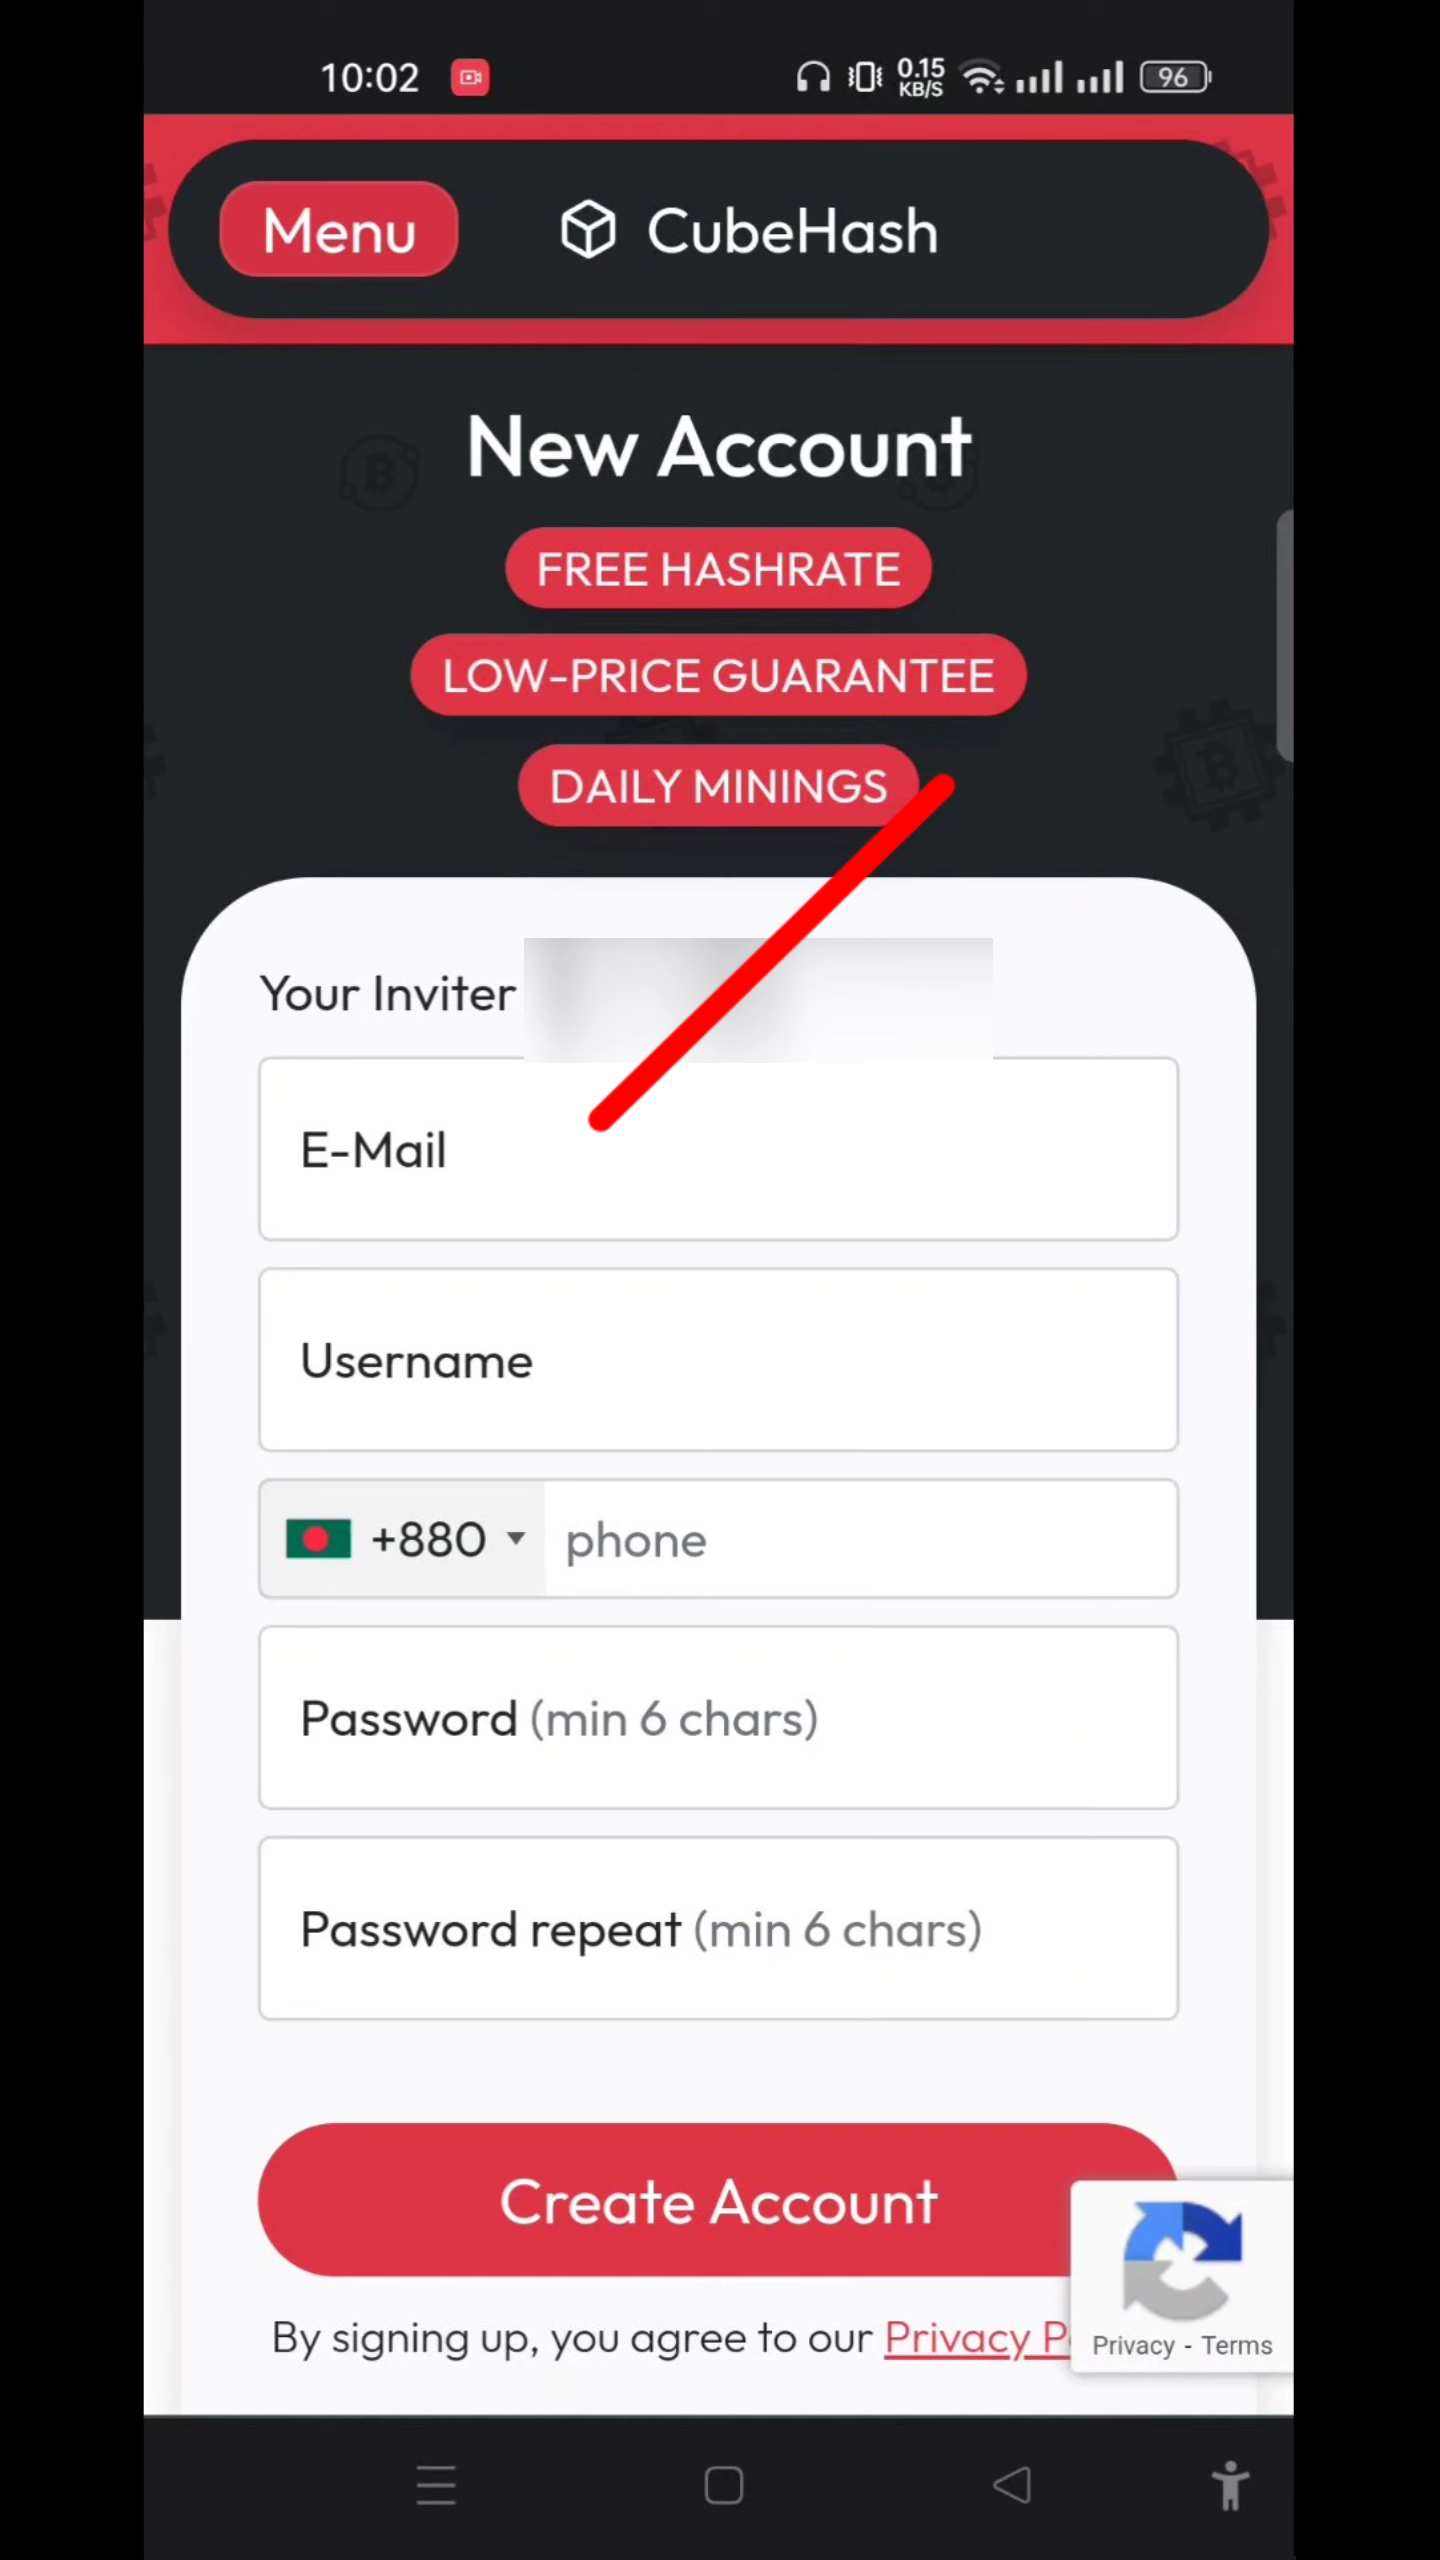 10:02
0.15
KB/S
96
Menu
CubeHash
New Account
FREE HASHRATE
LOW-PRICE GUARANTEE
DAILY MININGS
Your Inviter
E-Mail
Username
+880
phone
Password (min 6 chars)
Password repeat (min 6 chars)
Create Account
By signing up, you agree to our Privacy
Privacy - Terms